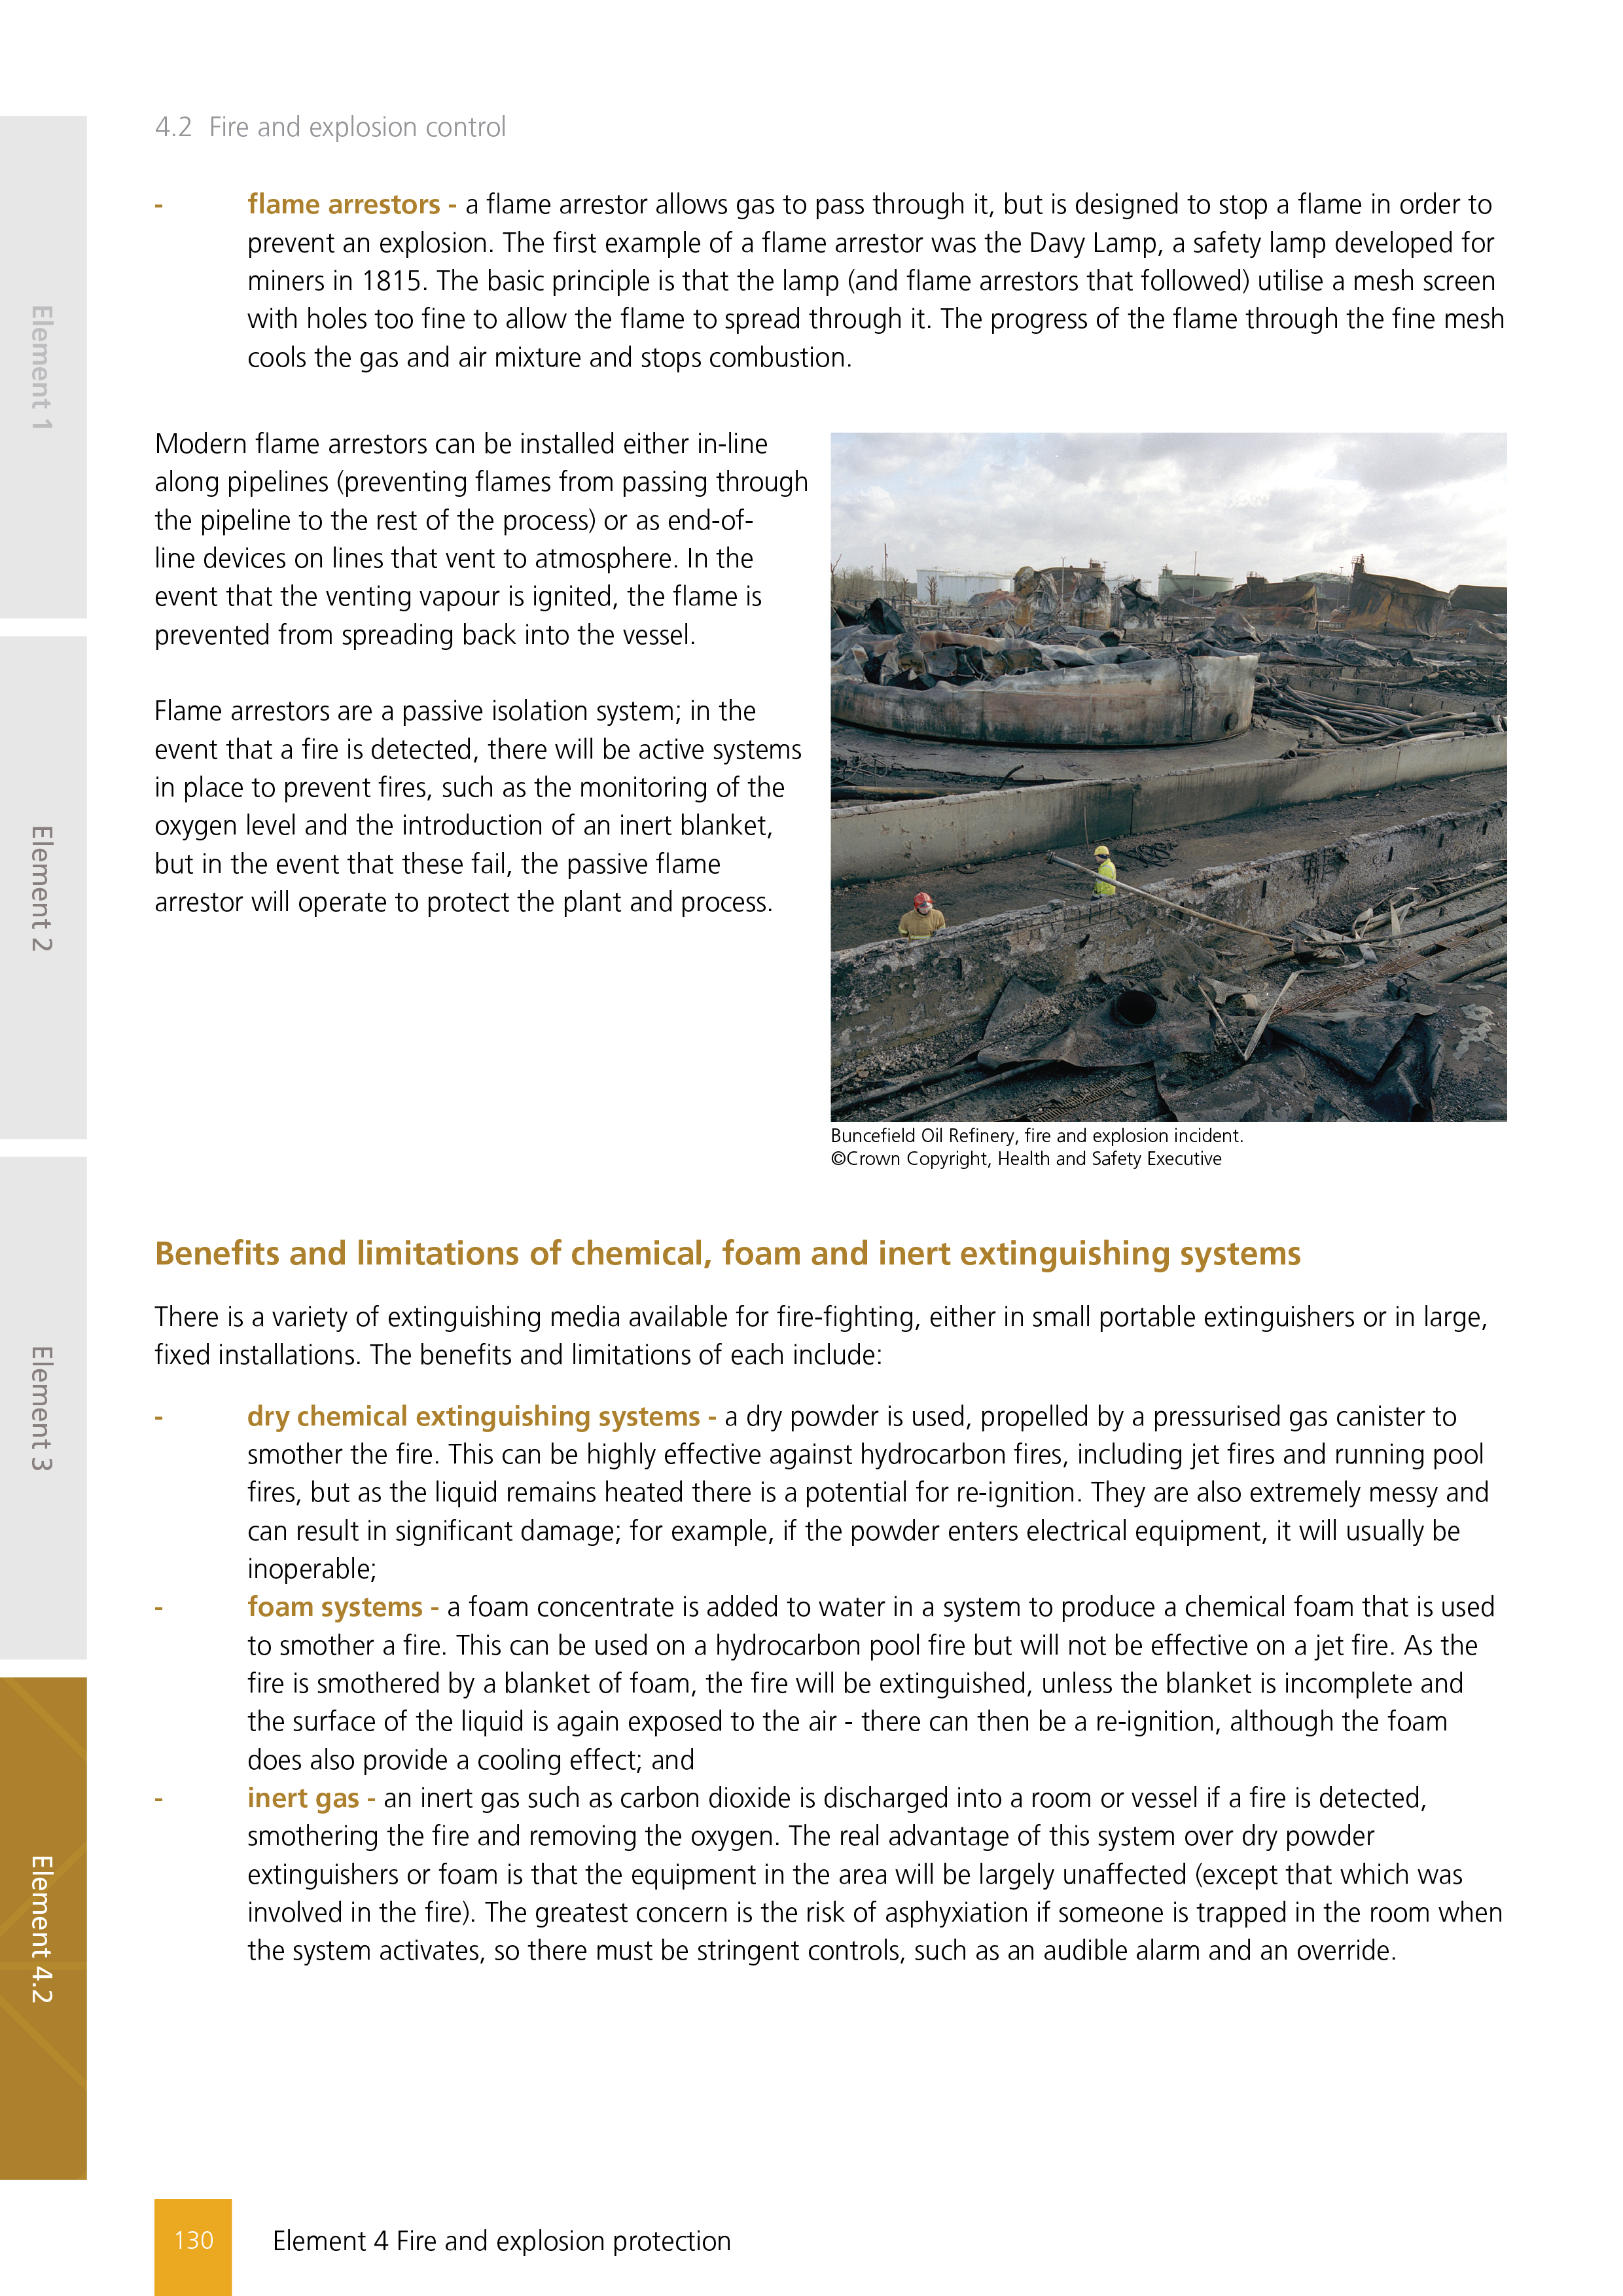 4.2 Fire and explosion control
- flame arrestors - a flame arrestor allows gas to pass through it, but is designed to stop a flame in order to
prevent an explosion. The first example of a flame arrestor was the Davy Lamp, a safety lamp developed for
miners in 1815. The basic principle is that the lamp (and flame arrestors that followed) utilise a mesh screen
with holes too fine to allow the flame to spread through it. The progress of the flame through the fine mesh
cools the gas and air mixture and stops combustion.
Modern flame arrestors can be installed either in-line
along pipelines (preventing flames from passing through
the pipeline to the rest of the process) or as end-of-
line devices on lines that vent to atmosphere. In the
event that the venting vapour is ignited, the flame is
prevented from spreading back into the vessel.
Flame arrestors are a passive isolation system; in the
event that a fire is detected, there will be active systems
in place to prevent fires, such as the monitoring of the
oxygen level and the introduction of an inert blanket,
but in the event that these fail, the passive flame
arrestor will operate to protect the plant and process.
Buncefield Oil Refinery, fire and explosion incident.
©Crown Copyright, Health and Safety Executive
Benefits and limitations of chemical, foam and inert extinguishing systems
There is a variety of extinguishing media available for fire-fighting, either in small portable extinguishers or in large,
fixed installations. The benefits and limitations of each include:
- dry chemical extinguishing systems - a dry powder is used, propelled by a pressurised gas canister to
smother the fire. This can be highly effective against hydrocarbon fires, including jet fires and running pool
fires, but as the liquid remains heated there is a potential for re-ignition. They are also extremely messy and
can result in significant damage; for example, if the powder enters electrical equipment, it will usually be
inoperable;
- foam systems - a foam concentrate is added to water in a system to produce a chemical foam that is used
to smother a fire. This can be used on a hydrocarbon pool fire but will not be effective on a jet fire. As the
fire is smothered by a blanket of foam, the fire will be extinguished, unless the blanket is incomplete and
the surface of the liquid is again exposed to the air - there can then be a re-ignition, although the foam
does also provide a cooling effect; and
- inert gas - an inert gas such as carbon dioxide is discharged into a room or vessel if a fire is detected,
smothering the fire and removing the oxygen. The real advantage of this system over dry powder
extinguishers or foam is that the equipment in the area will be largely unaffected (except that which was
involved in the fire). The greatest concern is the risk of asphyxiation if someone is trapped in the room when
the system activates, so there must be stringent controls, such as an audible alarm and an override.
Element 1
Element 2
Element 3
Element 4.2
130 Element 4 Fire and explosion protection